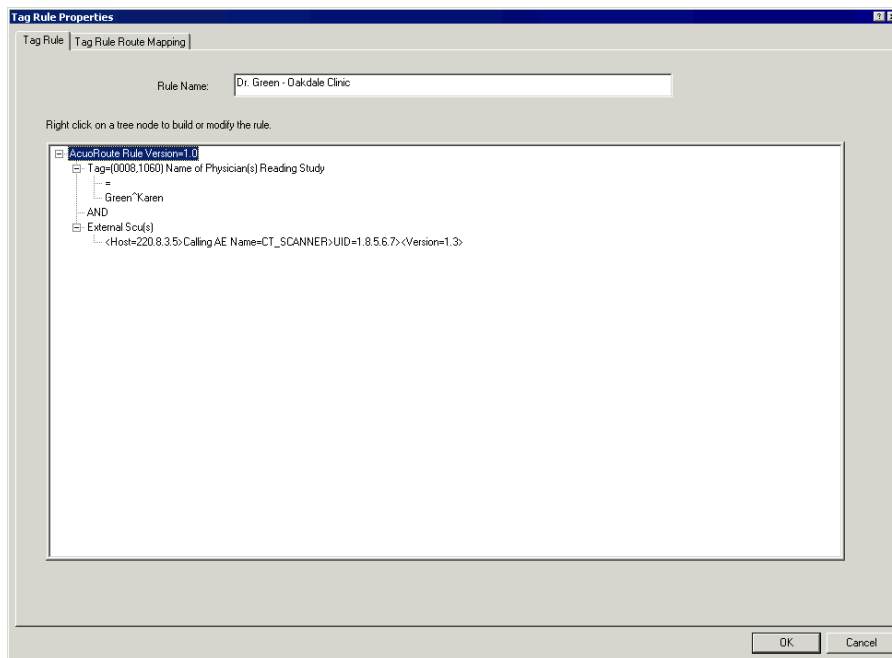 Tag Rule Properties
Tag Rule
Tag Rule Route Mapping
Rule Name:
Dr. Green - Oakdale Clinic
Right click on a tree node to build or modify the rule.
AcuoRoute Rule Version=1.0
Tag=(0008,1060) Name of Physician(s) Reading Study
=
Green^Karen
AND
External Scu(s)
<Host=220.8.3.5>Calling AE Name=CT_SCANNER>UID=1.8.5.6.7><Version=1.3>
OK
Cancel